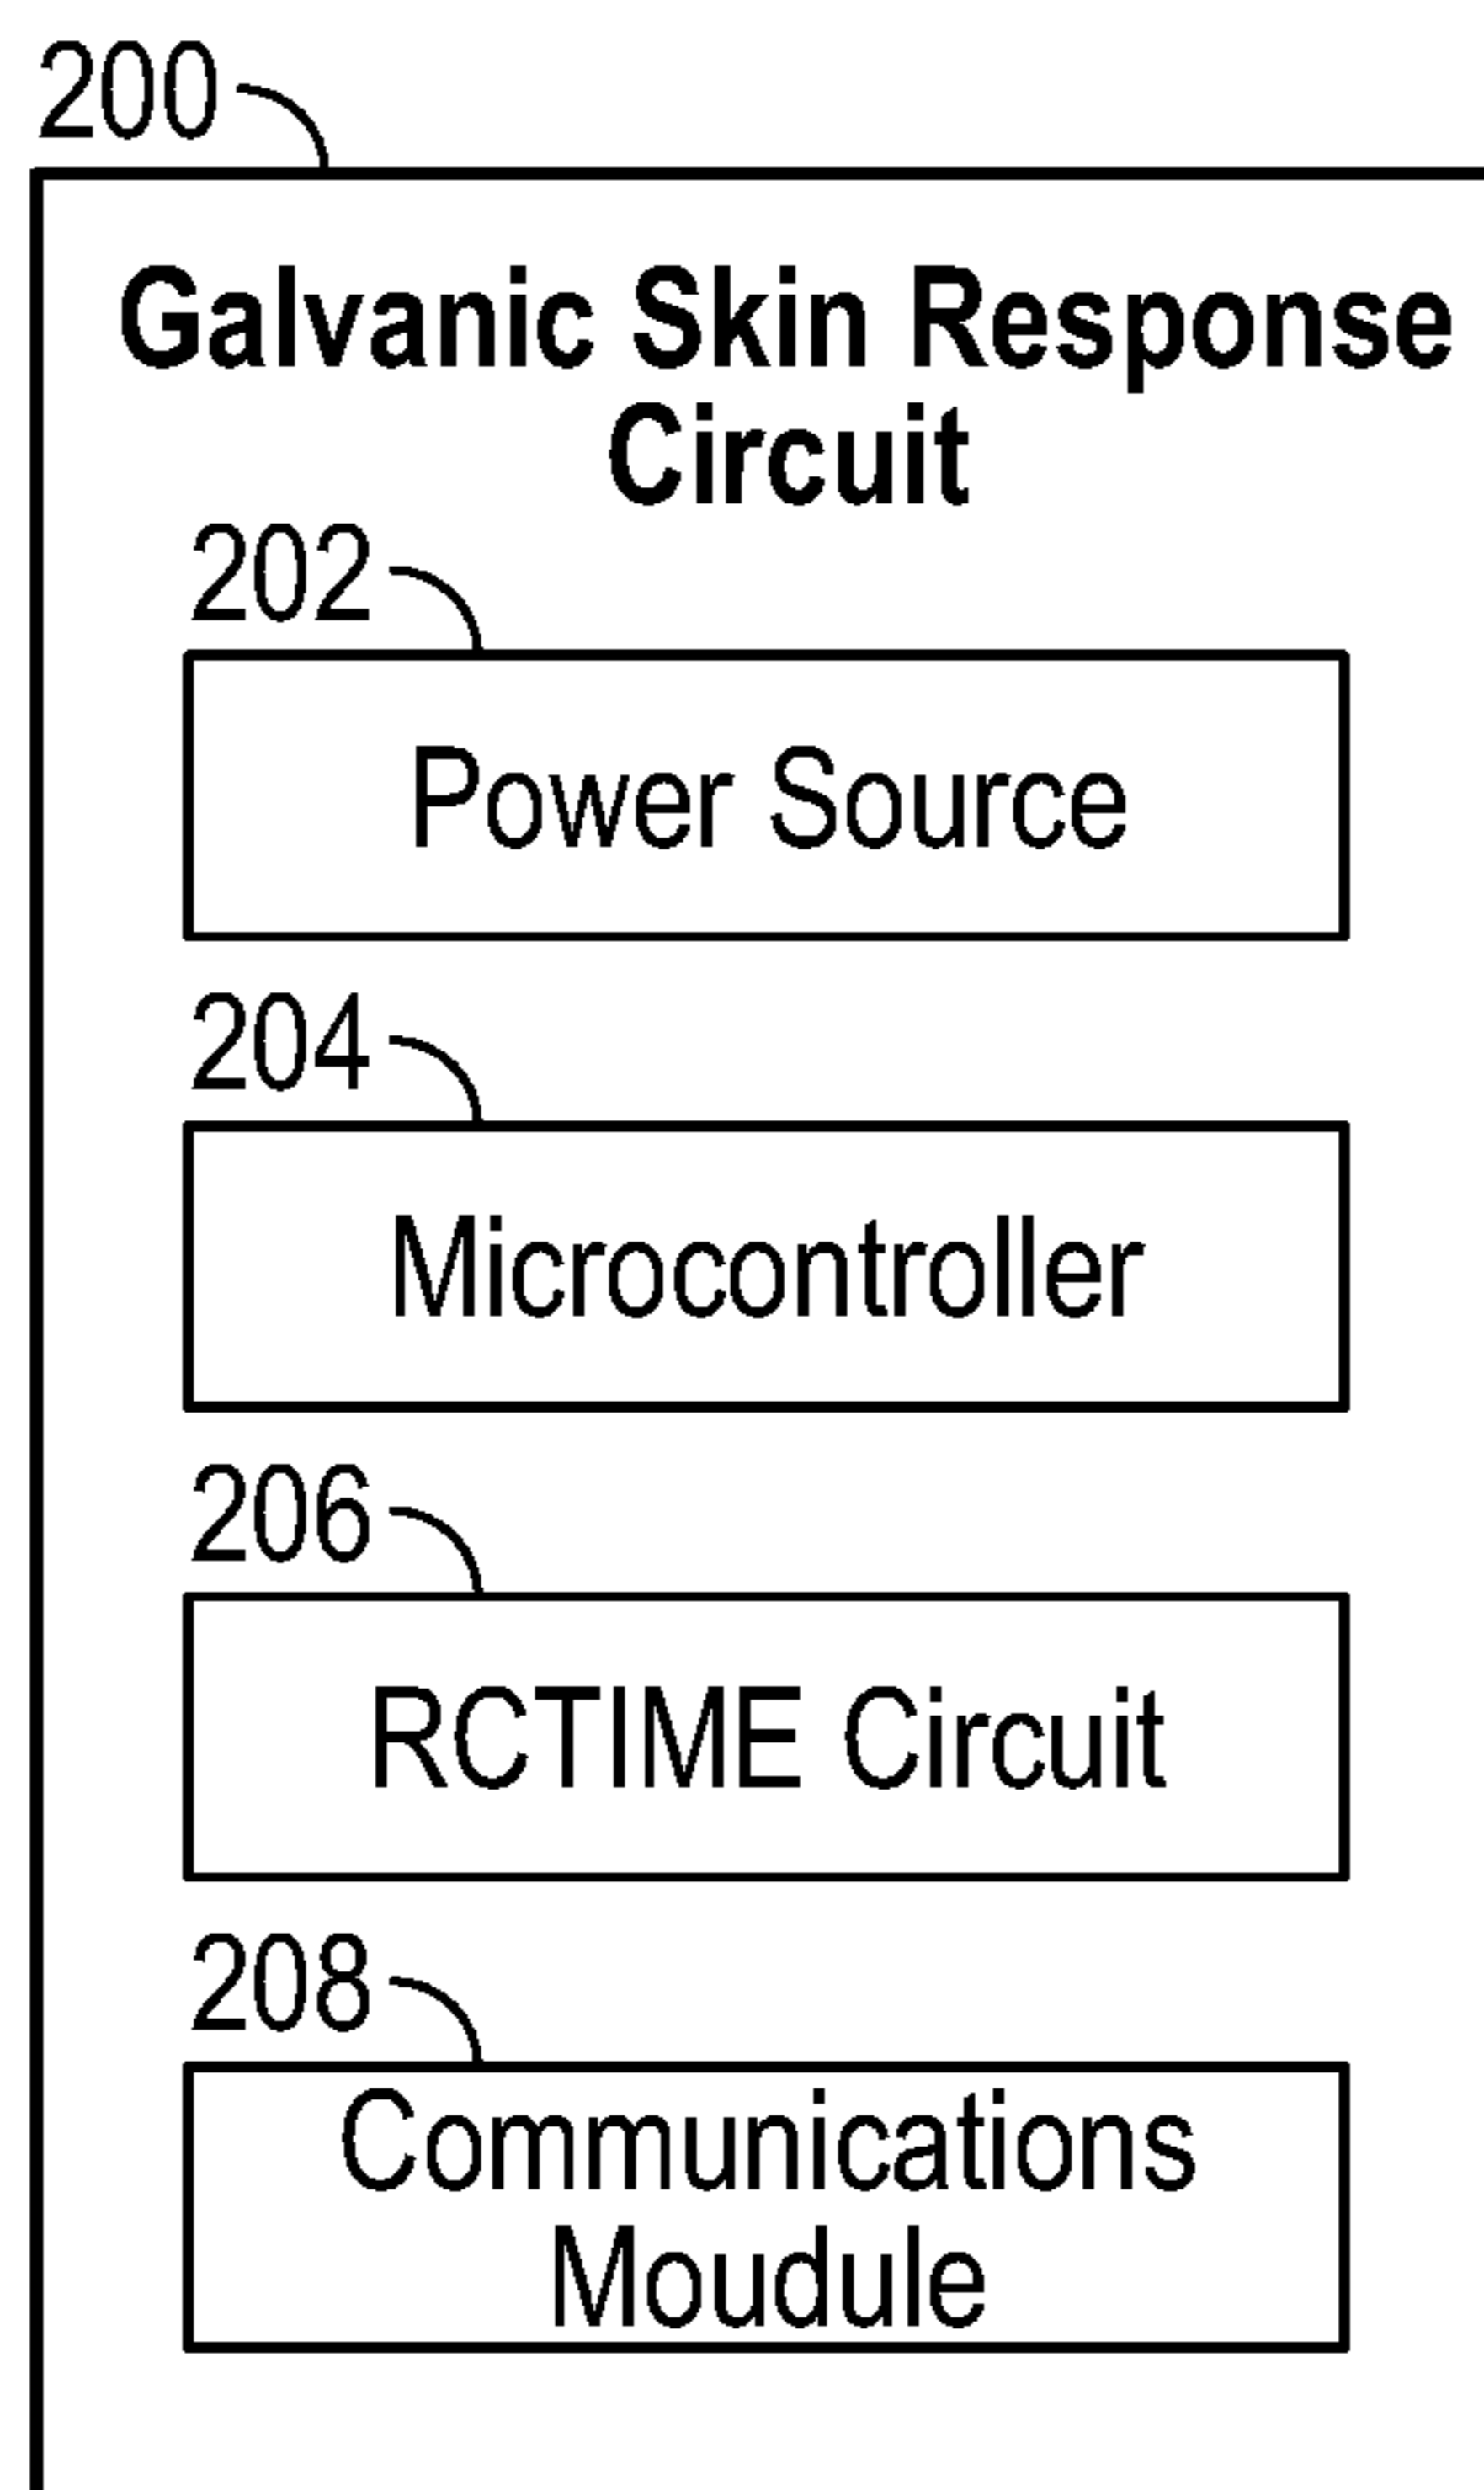 200
Galvanic Skin Response
Circuit
202
Power Source
204
Microcontroller
206
RCTIME Circuit
208
Communications
Moudule